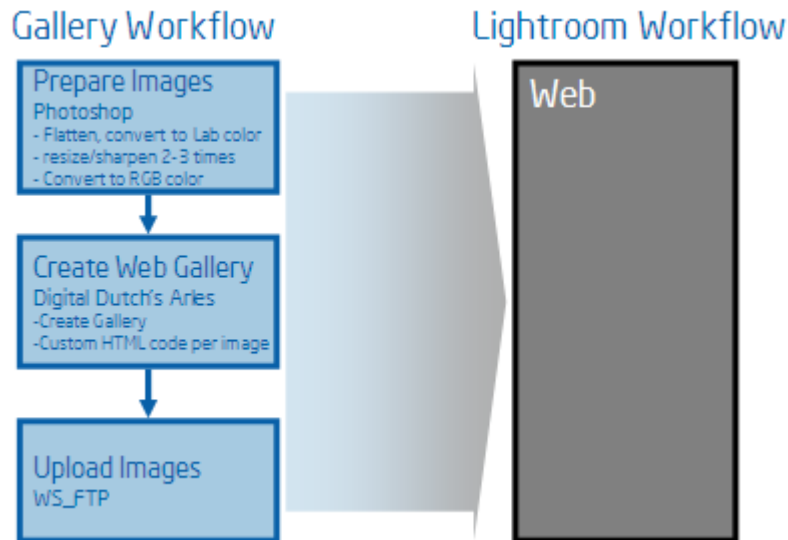 Gallery Workflow
Lightroom Workflow
Prepare Images
Photoshop
- Flatten, convert to Lab color
- resize/sharpen 2-3 times
- Convert to RGB color
Web
Create Web Gallery
Digital Dutch's Arles
-Create Gallery
-Custom HTML code per image
Upload Images
WS_FTP